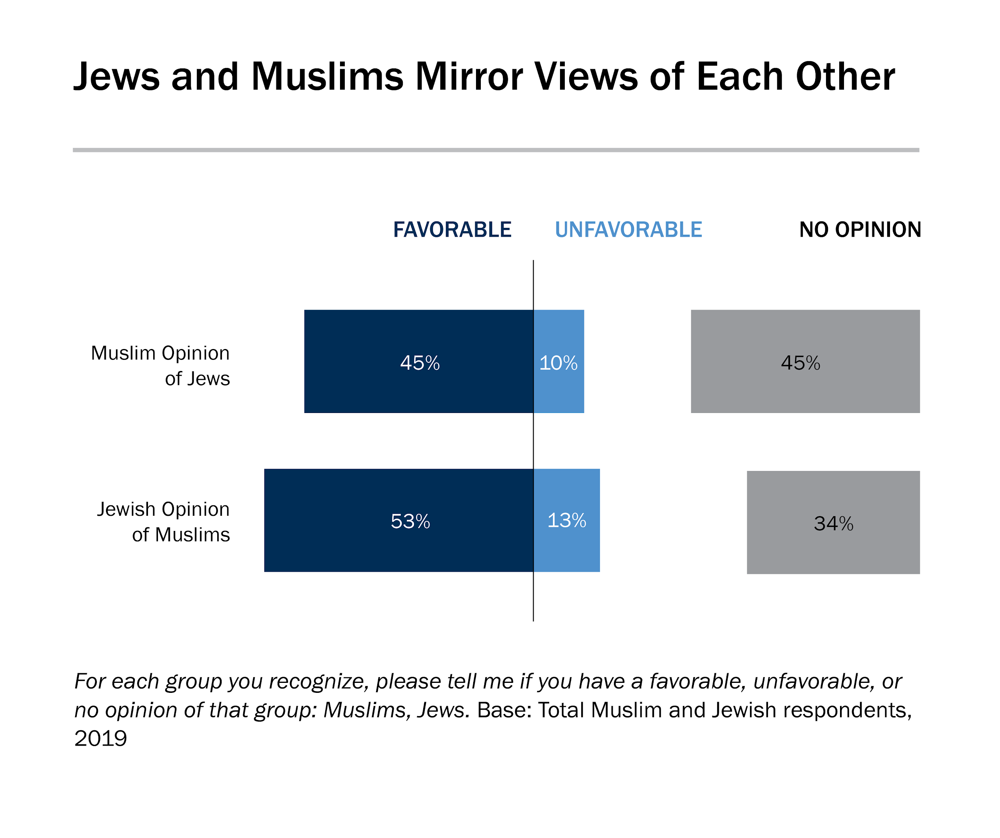 Jews and Muslims Mirror Views of Each Other
FAVORABLE UNFAVORABLE NO OPINION
Muslim Opinion
of Jews
45% 10% 45%
Jewish Opinion
of Muslims
53% 13% 34%
For each group you recognize, please tell me if you have a favorable, unfavorable, or
no opinion of that group: Muslims, Jews. Base: Total Muslim and Jewish respondents,
2019